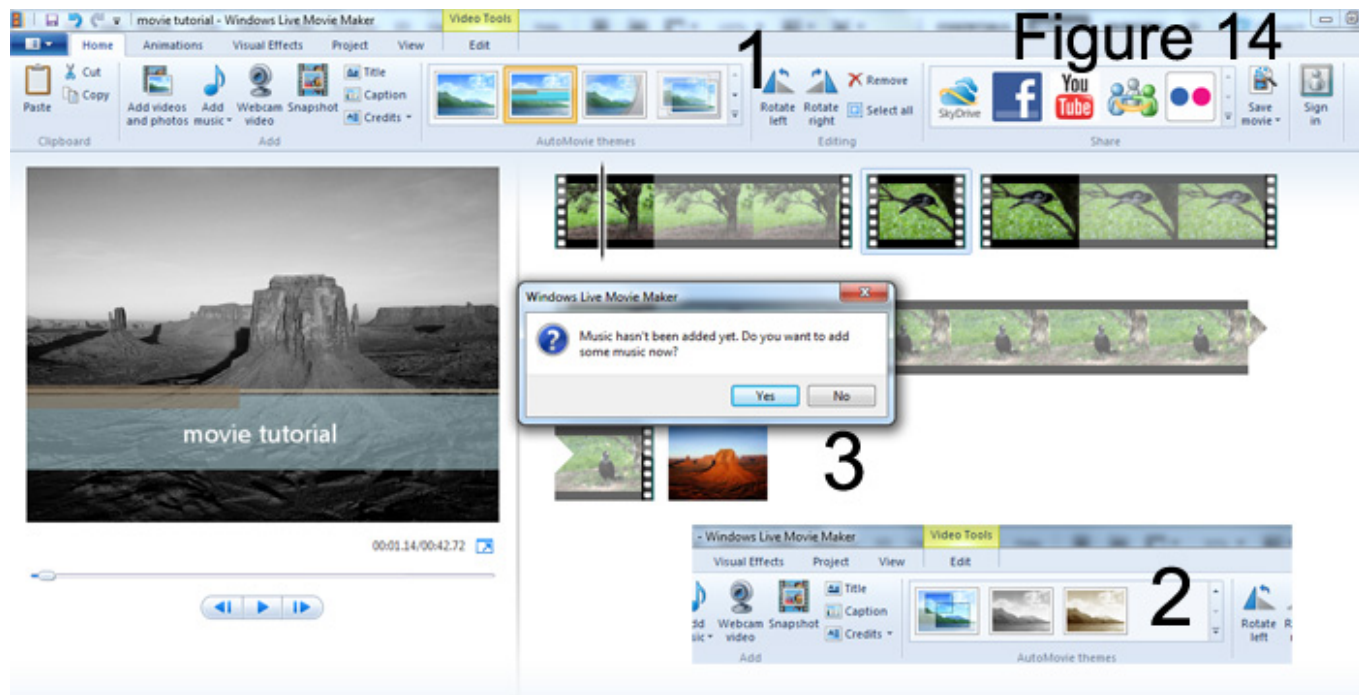 movie tutorial - Windows Live Movie Maker
Video Tools
Figure 14
Home Animations Visual Effects Project View Edit
1
Paste
Cut
Copy
Clipboard
Add videos
and photos
Add
music
Webcam
video
Snapshot
Title
Caption
Credits
Add
AutoMovie themes
Rotate
left
Rotate
right
Remove
Select all
Editing
SkyDrive
f
You
Tube
Share
Save
movie
Sign
in
movie tutorial
00:01.14/00:42.72
Windows Live Movie Maker
Music hasn't been added yet. Do you want to add
some music now?
Yes No
3
- Windows Live Movie Maker
Video Tools
Visual Effects Project View Edit
dd
sic
Webcam
video
Snapshot
Title
Caption
Credits
Add
2
AutoMovie themes
Rotate
left
R